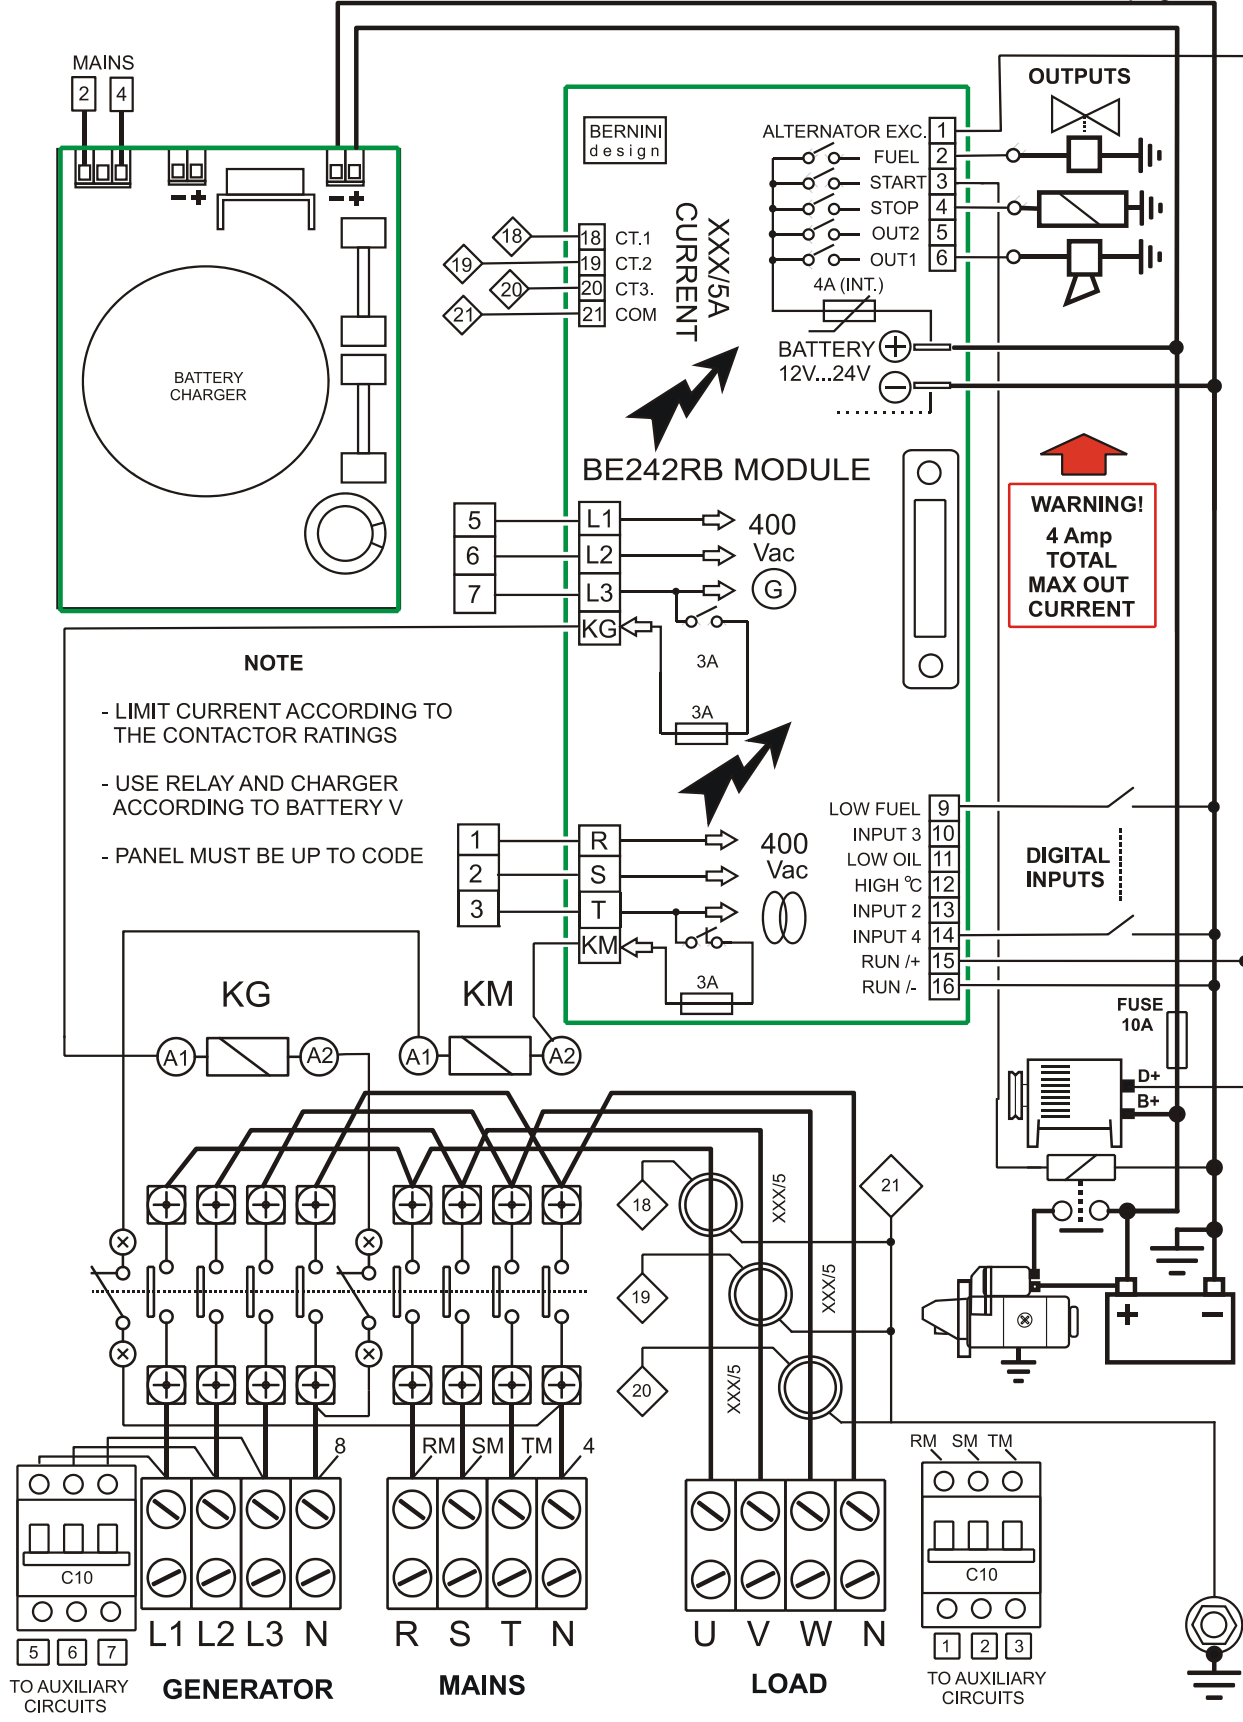 MAINS
2 4
- +
- +
BATTERY
CHARGER
BERNINI
design
XXX/5A
CURRENT
18 18 CT.1
19 19 CT.2
20 20 CT3.
21 21 COM
ALTERNATOR EXC. 1
FUEL 2
START 3
STOP 4
OUT2 5
OUT1 6
4A (INT.)
BATTERY +
12V...24V −
OUTPUTS
WARNING!
4 Amp
TOTAL
MAX OUT
CURRENT
BE242RB MODULE
5 L1 400
6 L2 Vac
7 L3 G
KG
3A
3A
NOTE
- LIMIT CURRENT ACCORDING TO
THE CONTACTOR RATINGS
- USE RELAY AND CHARGER
ACCORDING TO BATTERY V
- PANEL MUST BE UP TO CODE
1 R 400
2 S Vac
3 T
KM
3A
LOW FUEL 9
INPUT 3 10
LOW OIL 11
HIGH °C 12
INPUT 2 13
INPUT 4 14
RUN /+ 15
RUN /- 16
DIGITAL
INPUTS
KG KM
A1 A2 A1 A2
FUSE
10A
D+
B+
18 XXX/5 21
19 XXX/5
20 XXX/5
+ −
8 RM SM TM 4
RM SM TM
C10
C10
L1 L2 L3 N R S T N U V W N
5 6 7
1 2 3
TO AUXILIARY
CIRCUITS
GENERATOR MAINS LOAD
TO AUXILIARY
CIRCUITS